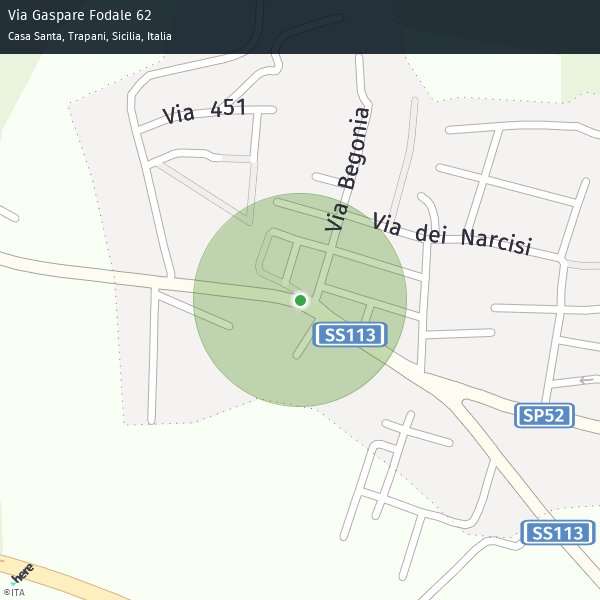 Via Gaspare Fodale 62
Casa Santa, Trapani, Sicilia, Italia
Via 451
Via Begonia
Via dei Narcisi
SS113
SP52
SS113
here
©ITA